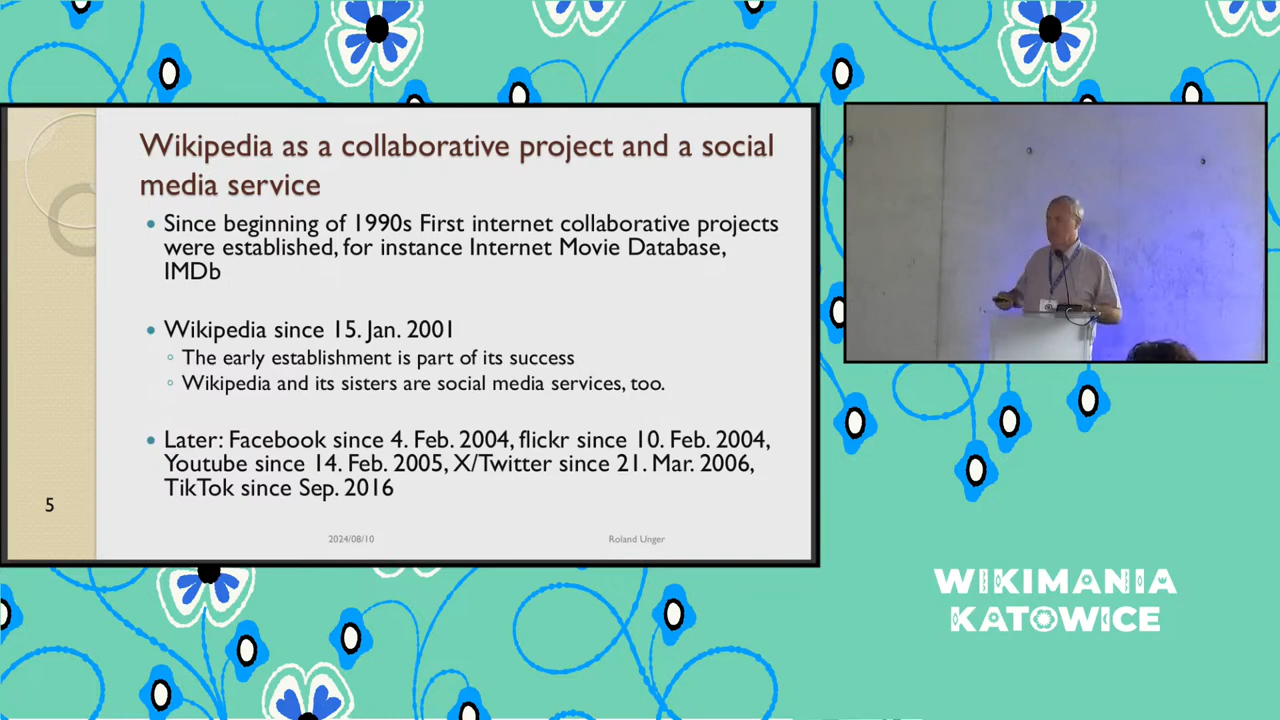 Wikipedia as a collaborative project and a social
media service
• Since beginning of 1990s First internet collaborative projects
were established, for instance Internet Movie Database,
IMDb
• Wikipedia since 15. Jan. 2001
◦ The early establishment is part of its success
◦ Wikipedia and its sisters are social media services, too.
• Later: Facebook since 4. Feb. 2004, flickr since 10. Feb. 2004,
Youtube since 14. Feb. 2005, X/Twitter since 21. Mar. 2006,
TikTok since Sep. 2016
5
2024/08/10
Roland Unger
WIKIMANIA
KATOWICE